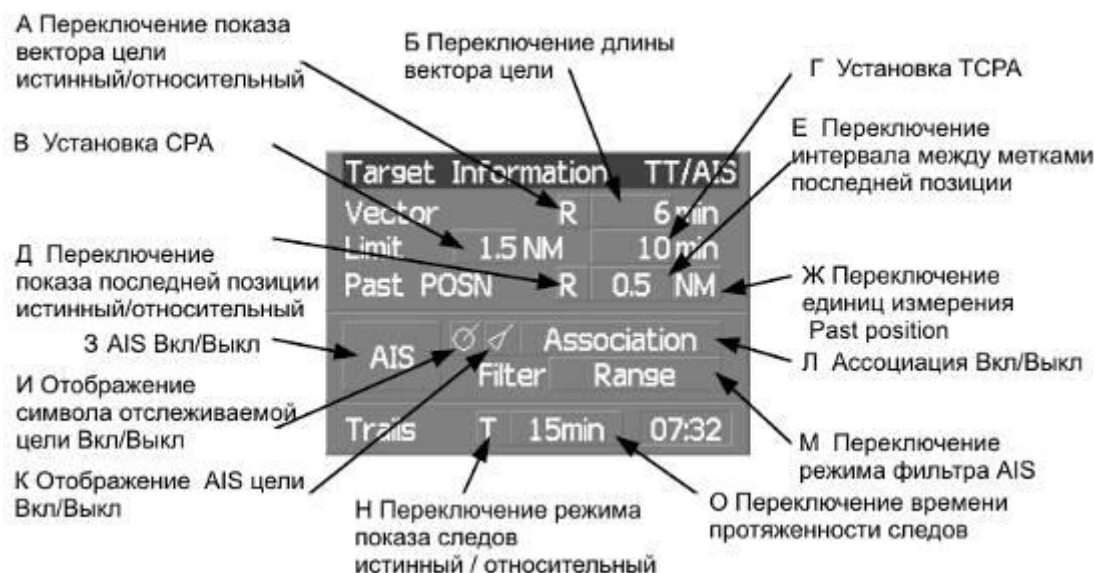 А Переключение показа
вектора цели
истинный/относительный
Б Переключение длины
вектора цели
Г Установка TCPA
В Установка CPA
Е Переключение
интервала между метками
последней позиции
Target Information TT/AIS
Vector R 6 min
Limit 1.5 NM 10 min
Past POSN R 0.5 NM
Д Переключение
показа последней позиции
истинный/относительный
Ж Переключение
единиц измерения
Past position
З AIS Вкл/Выкл
AIS Association
Filter Range
Л Ассоциация Вкл/Выкл
И Отображение
символа отслеживаемой
цели Вкл/Выкл
Trails T 15min 07:32
М Переключение
режима фильтра AIS
К Отображение AIS цели
Вкл/Выкл
Н Переключение режима
показа следов
истинный / относительный
О Переключение времени
протяженности следов